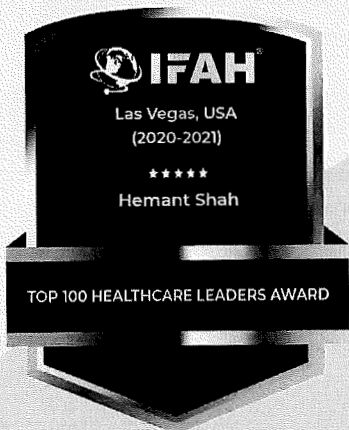 IFAH®
Las Vegas, USA
(2020-2021)
★★★★★
Hemant Shah
TOP 100 HEALTHCARE LEADERS AWARD